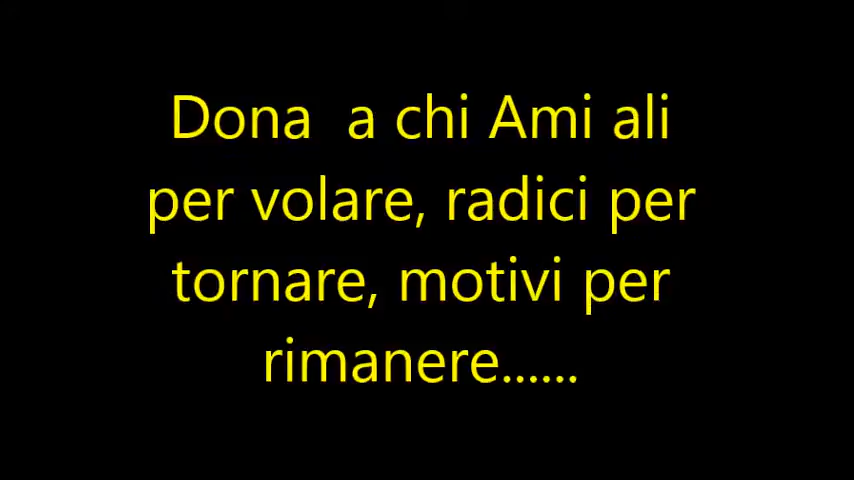 Dona  a chi Ami ali
per volare, radici per
tornare, motivi per
rimanere......